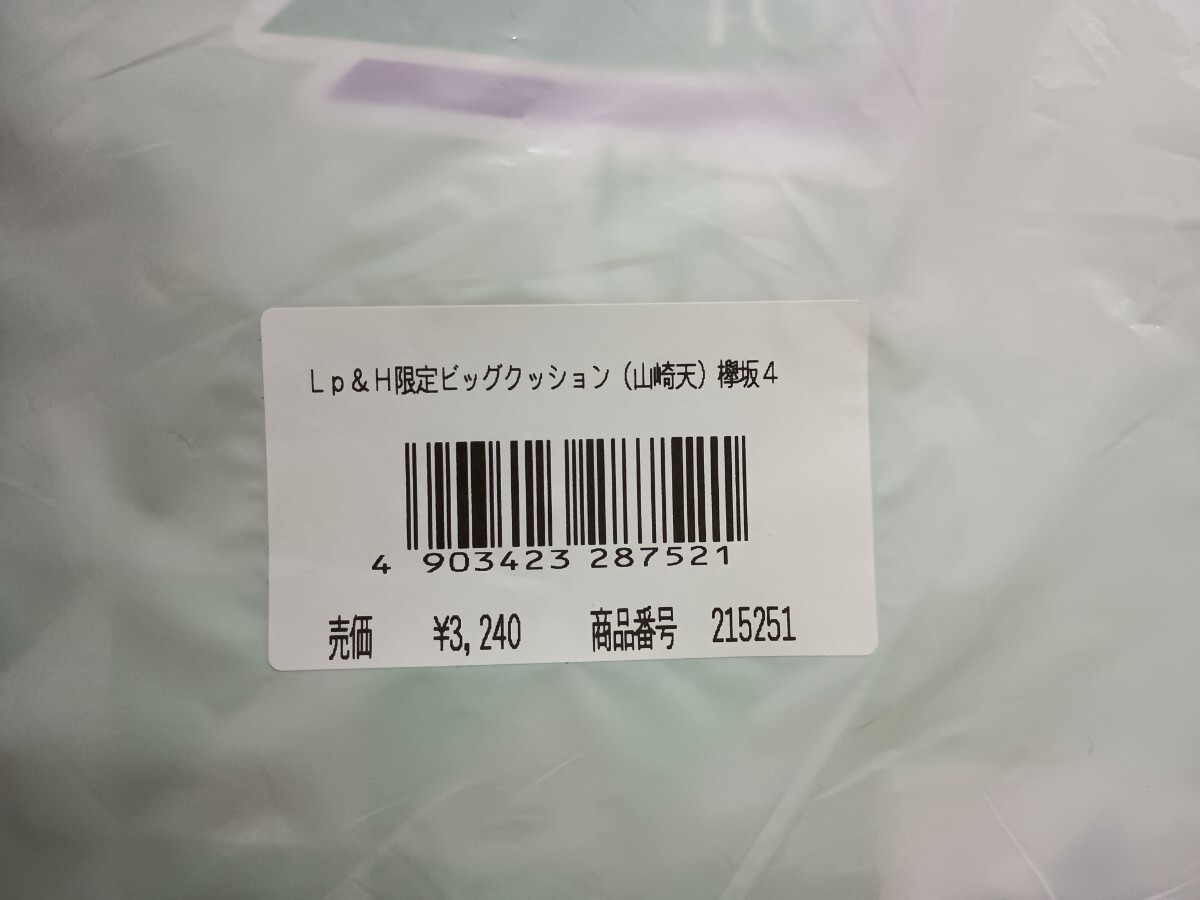 Lp&H限定ビッグクッション(山崎天)欅坂4
4 903423 287521
売価 ¥3,240 商品番号 215251